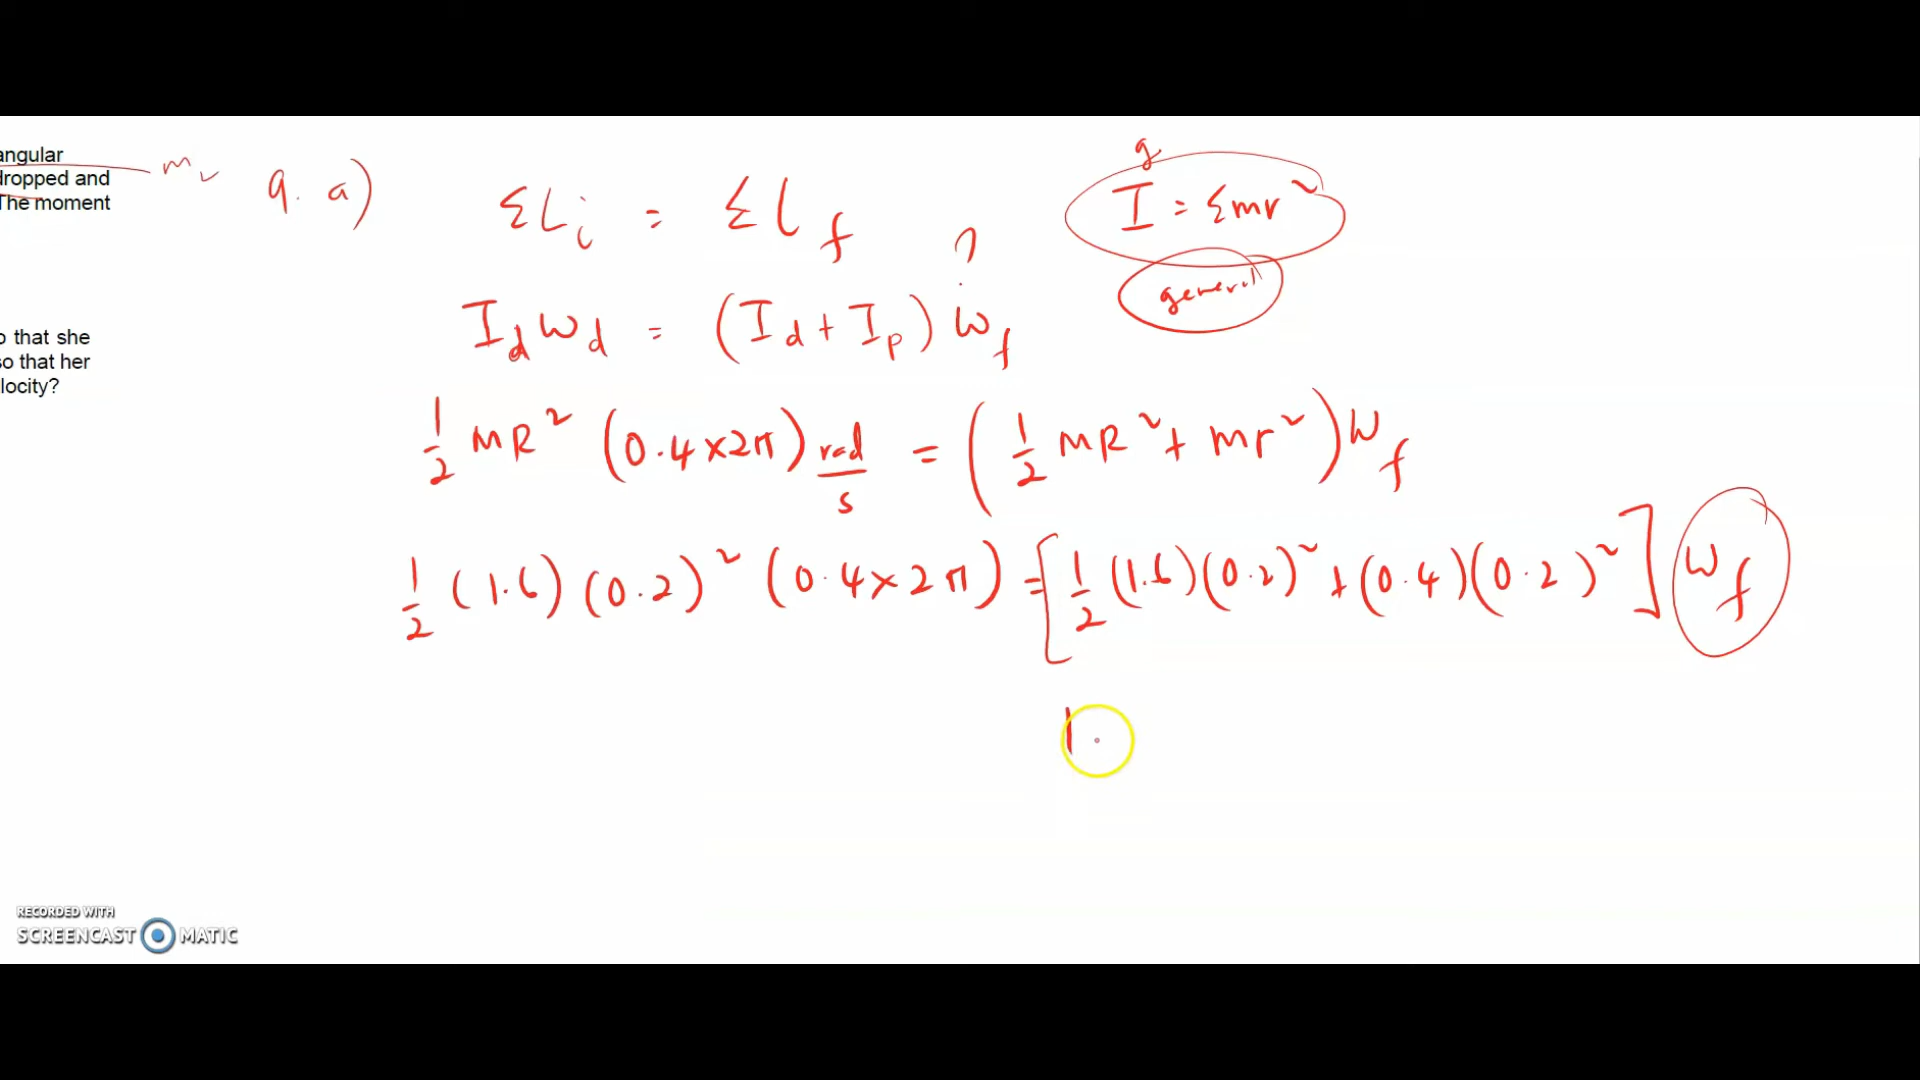 angular
dropped and
The moment
o that she
so that her
locity?
9. a)
ΣLi = ΣLf
g
I = Σmr²
general
?
I_d ω_d = (I_d + I_p) ω_f
1/2 MR² (0.4×2π) rad/s = (1/2 MR² + mr²) ω_f
1/2 (1.6)(0.2)² (0.4×2π) = [1/2 (1.6)(0.2)² + (0.4)(0.2)²] ω_f
RECORDED WITH
SCREENCAST MATIC